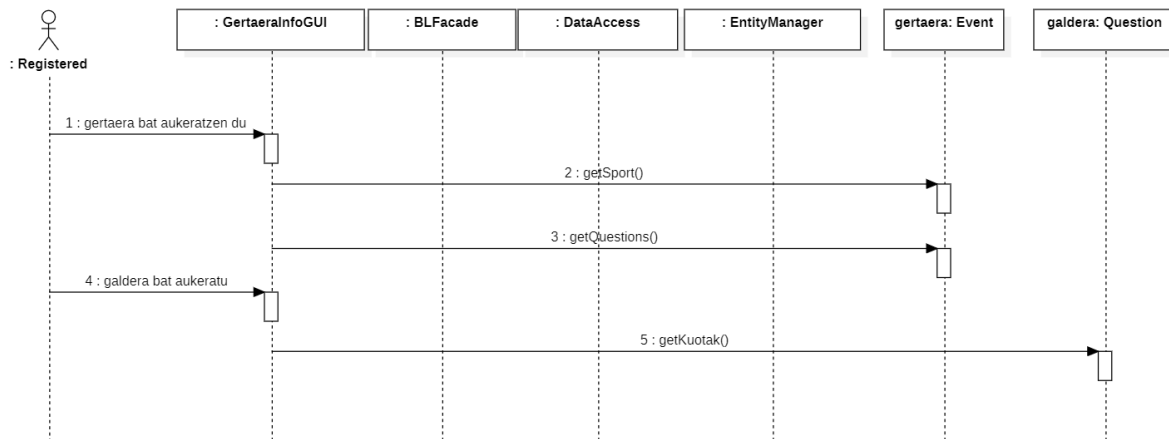 : GertaeraInfoGUI
: BLFacade
: DataAccess
: EntityManager
gertaera: Event
galdera: Question
: Registered
1 : gertaera bat aukeratzen du
2 : getSport()
3 : getQuestions()
4 : galdera bat aukeratu
5 : getKuotak()